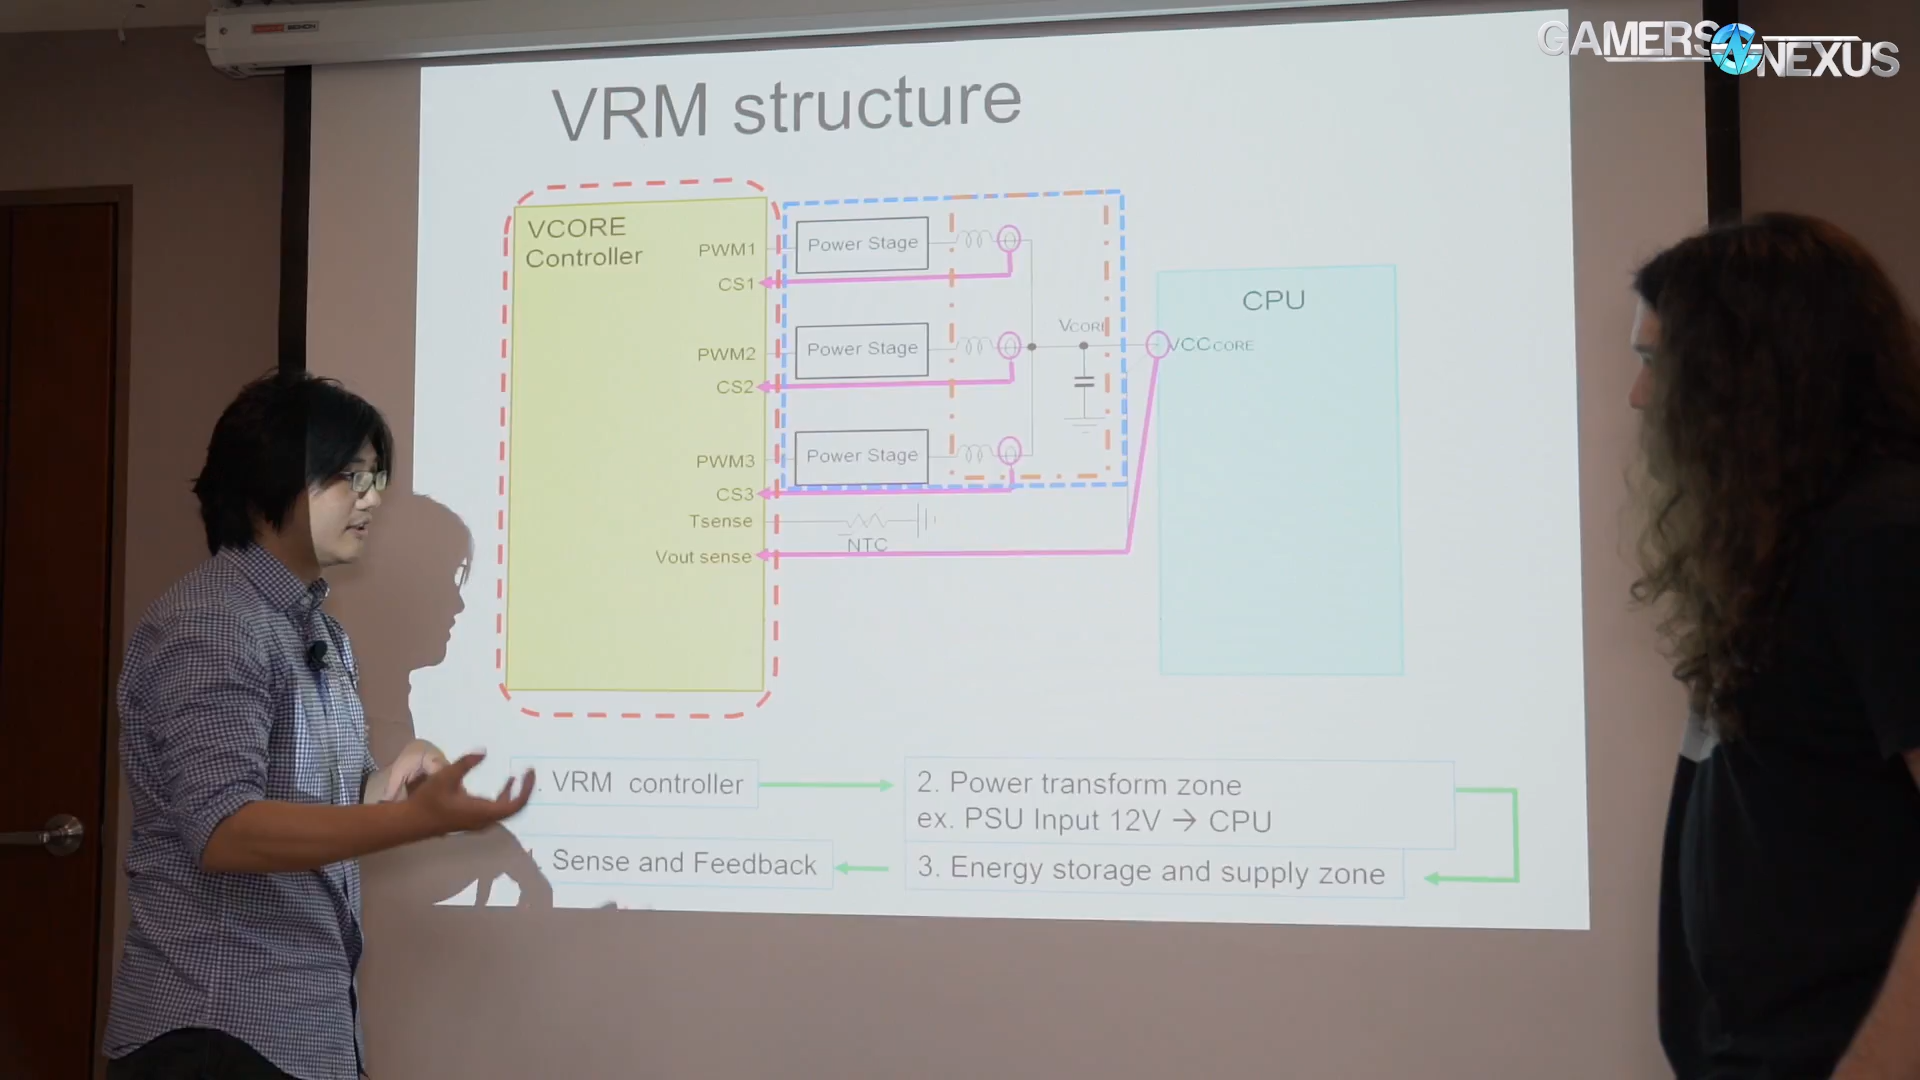 GAMERS NEXUS
VRM structure
VCORE
Controller
PWM1
CS1
PWM2
CS2
PWM3
CS3
Tsense
Vout sense
Power Stage
Power Stage
Power Stage
NTC
VCORE
VCCCORE
CPU
. VRM controller
2. Power transform zone
ex. PSU Input 12V → CPU
3. Energy storage and supply zone
. Sense and Feedback